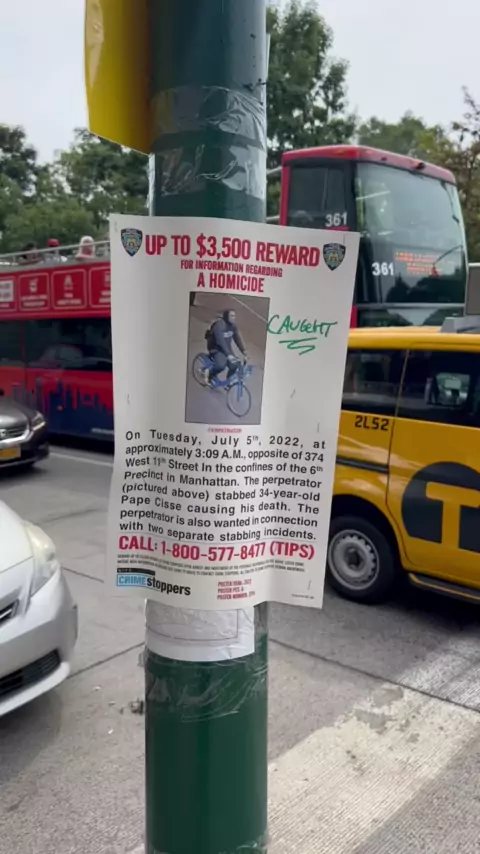 UP TO $3,500 REWARD
FOR INFORMATION REGARDING
A HOMICIDE
CAUGHT
On Tuesday, July 5th, 2022, at
approximately 3:09 A.M., opposite of 374
West 11th Street In the confines of the 6th
Precinct in Manhattan. The perpetrator
(pictured above) stabbed 34-year-old
Pape Cisse causing his death. The
perpetrator is also wanted in connection
with two separate stabbing incidents.
CALL: 1-800-577-8477 (TIPS)
CRIMEstoppers
361
361
2L52
T